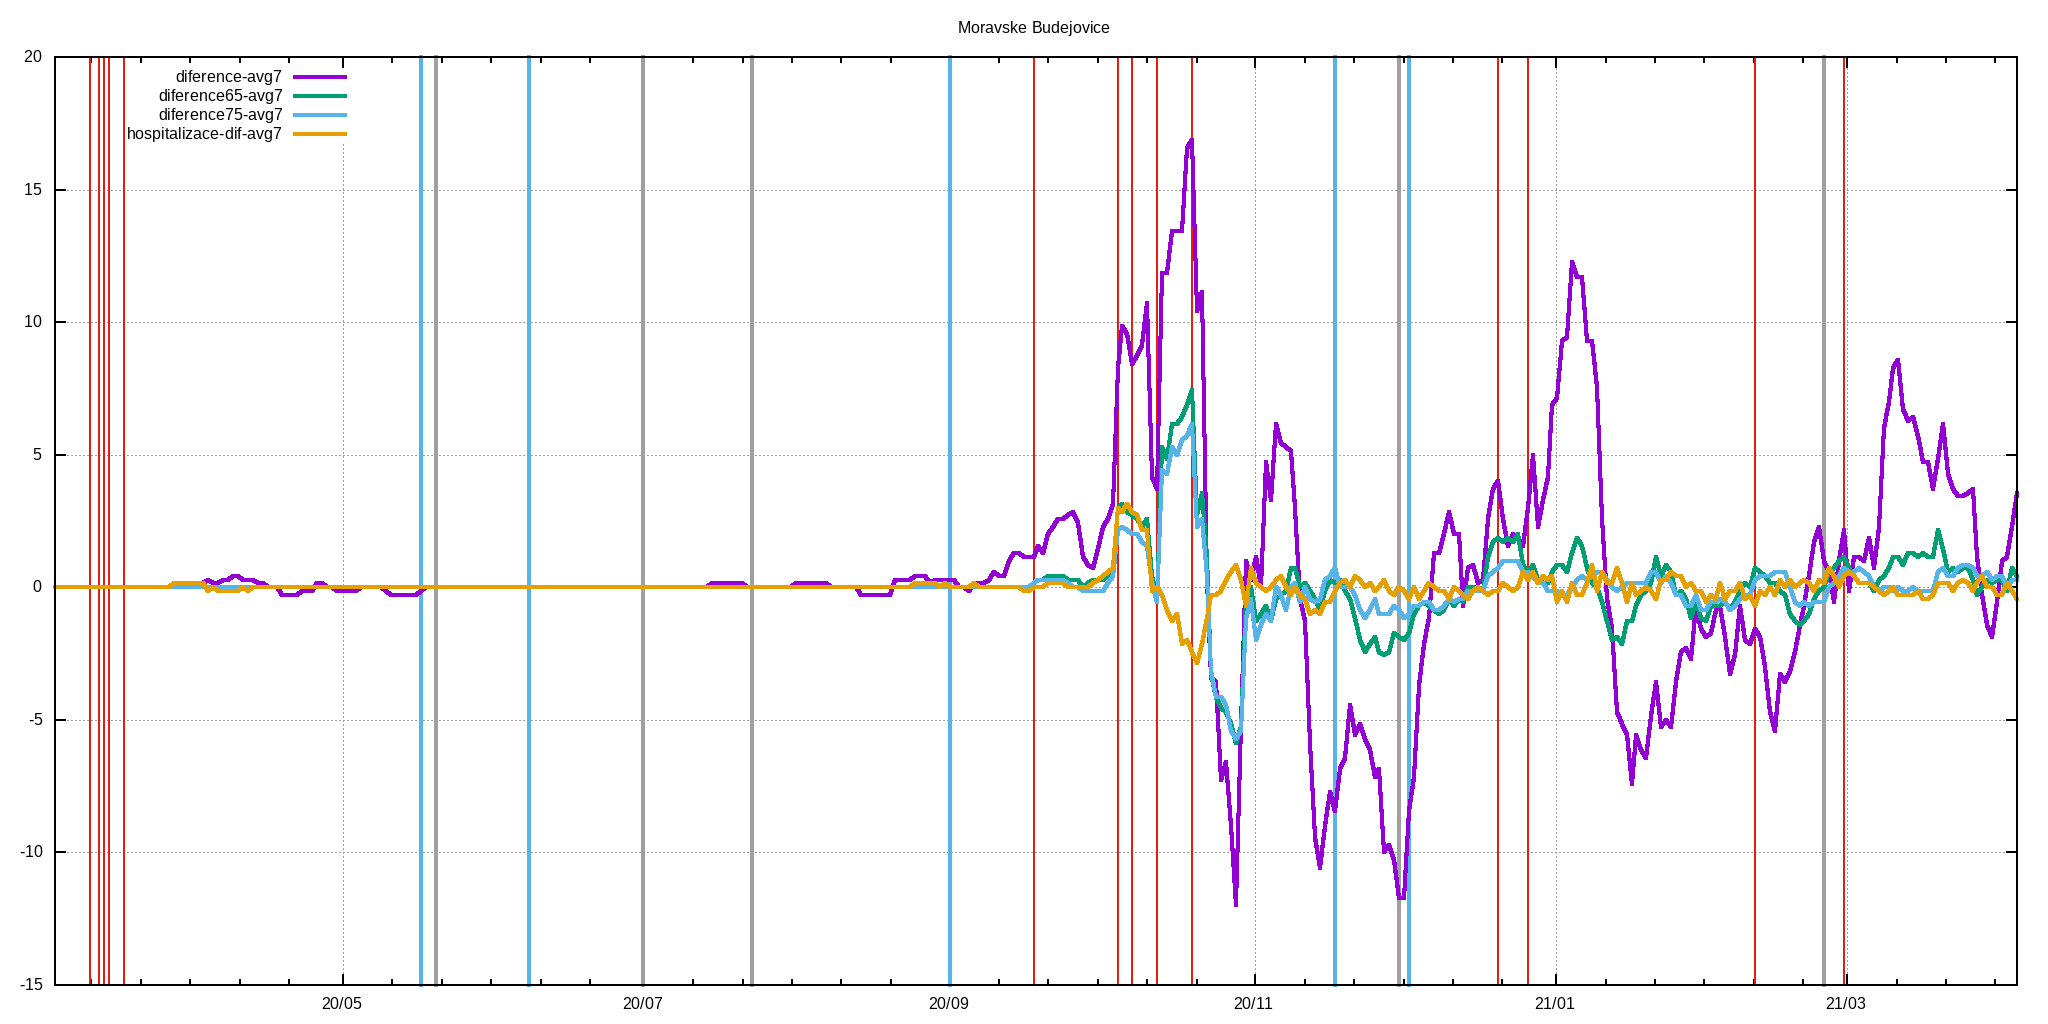 Moravske Budejovice
20
diference-avg7
diference65-avg7
diference75-avg7
hospitalizace-dif-avg7
15
10
5
0
-5
-10
-15
20/05 20/07 20/09 20/11 21/01 21/03